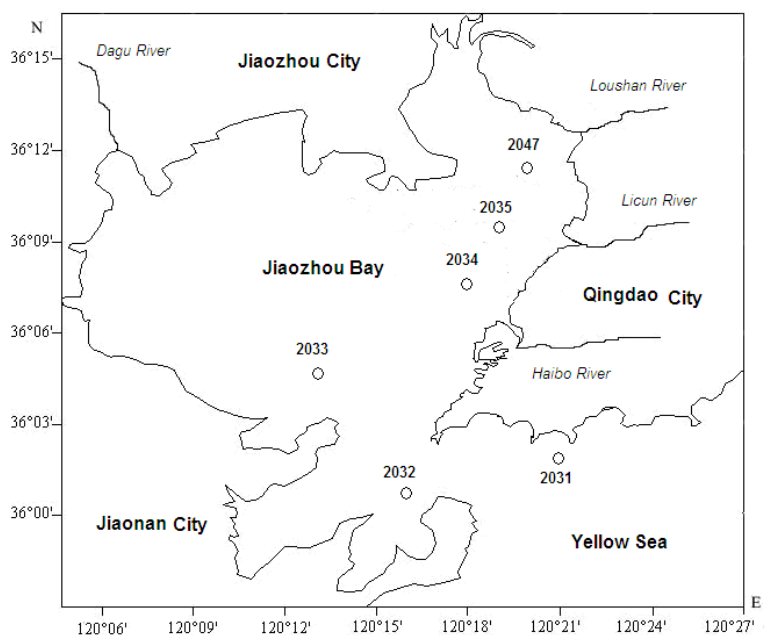 N
36°15'
Dagu River
Jiaozhou City
Loushan River
36°12'
2047
Licun River
2035
36°09'
2034
Jiaozhou Bay
Qingdao City
36°06'
2033
Haibo River
36°03'
2032
2031
36°00'
Jiaonan City
Yellow Sea
E
120°06'
120°09'
120°12'
120°15'
120°18'
120°21'
120°24'
120°27'